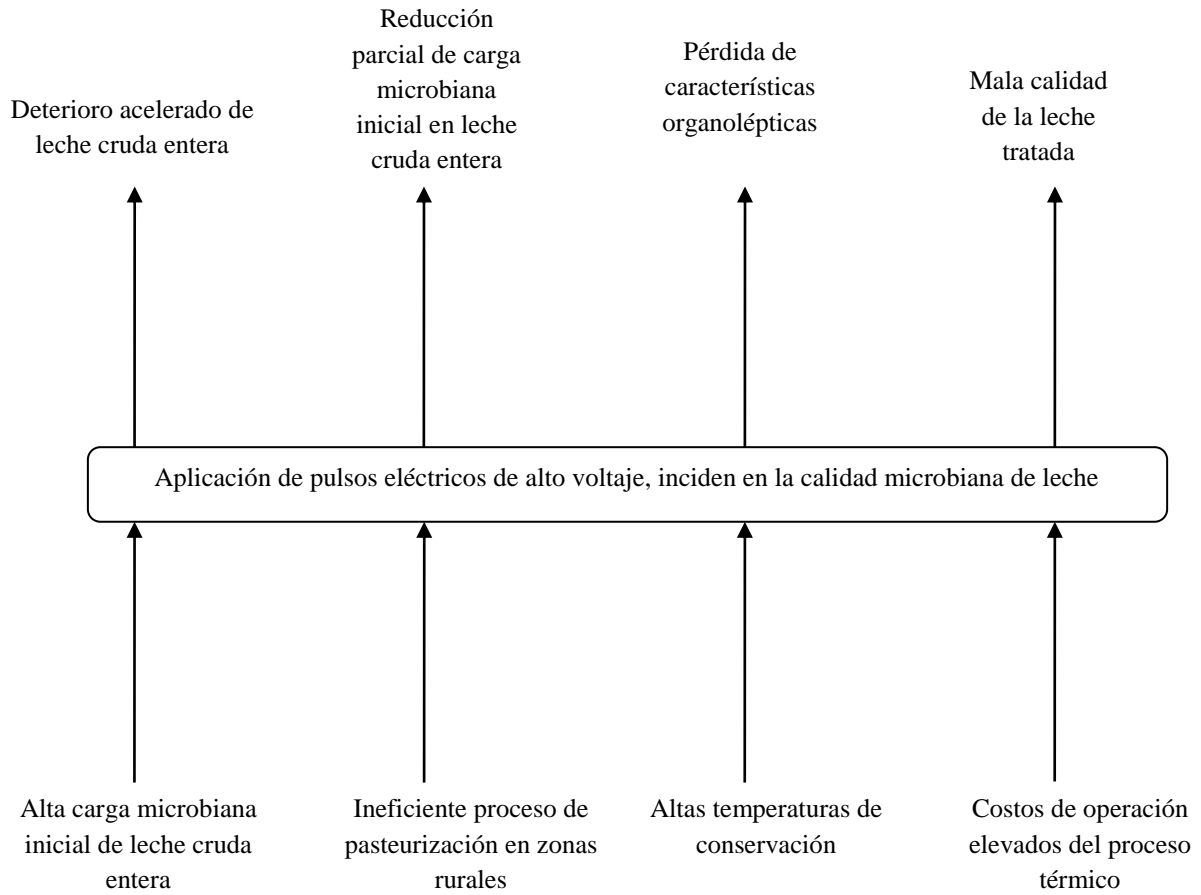 Deterioro acelerado de
leche cruda entera
Reducción
parcial de carga
microbiana
inicial en leche
cruda entera
Pérdida de
características
organolépticas
Mala calidad
de la leche
tratada
Aplicación de pulsos eléctricos de alto voltaje, inciden en la calidad microbiana de leche
Alta carga microbiana
inicial de leche cruda
entera
Ineficiente proceso de
pasteurización en zonas
rurales
Altas temperaturas de
conservación
Costos de operación
elevados del proceso
térmico